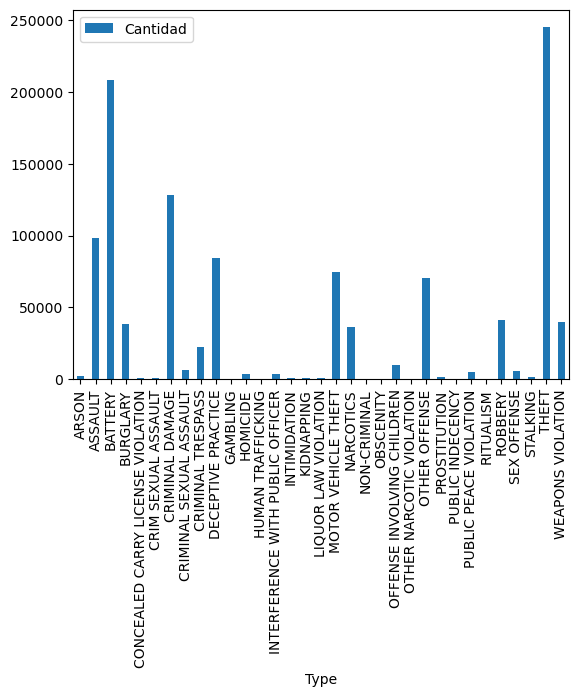 Cantidad
250000
200000
150000
100000
50000
0
ARSON
ASSAULT
BATTERY
BURGLARY
CONCEALED CARRY LICENSE VIOLATION
CRIM SEXUAL ASSAULT
CRIMINAL DAMAGE
CRIMINAL SEXUAL ASSAULT
CRIMINAL TRESPASS
DECEPTIVE PRACTICE
GAMBLING
HOMICIDE
HUMAN TRAFFICKING
INTERFERENCE WITH PUBLIC OFFICER
INTIMIDATION
KIDNAPPING
LIQUOR LAW VIOLATION
MOTOR VEHICLE THEFT
NARCOTICS
NON-CRIMINAL
OBSCENITY
OFFENSE INVOLVING CHILDREN
OTHER NARCOTIC VIOLATION
OTHER OFFENSE
PROSTITUTION
PUBLIC INDECENCY
PUBLIC PEACE VIOLATION
RITUALISM
ROBBERY
SEX OFFENSE
STALKING
THEFT
WEAPONS VIOLATION
Type